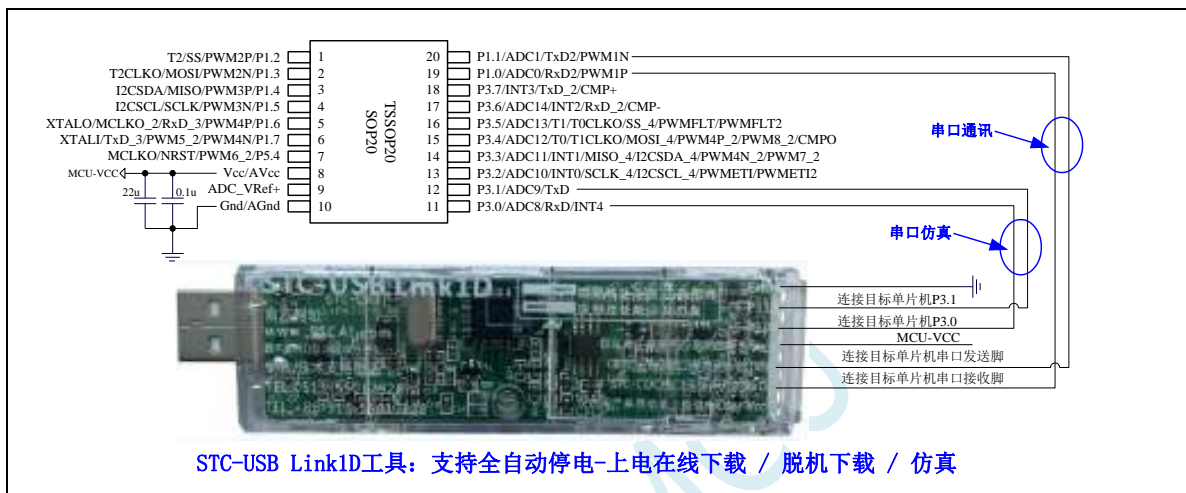 T2/SS/PWM2P/P1.2
T2CLKO/MOSI/PWM2N/P1.3
I2CSDA/MISO/PWM3P/P1.4
I2CSCL/SCLK/PWM3N/P1.5
XTALO/MCLKO_2/RxD_3/PWM4P/P1.6
XTALI/TxD_3/PWM5_2/PWM4N/P1.7
MCLKO/NRST/PWM6_2/P5.4
MCU-VCC
Vcc/AVcc
ADC_VRef+
Gnd/AGnd
22u
0.1u
1
2
3
4
5
6
7
8
9
10
TSSOP20
SOP20
20
19
18
17
16
15
14
13
12
11
P1.1/ADC1/TxD2/PWM1N
P1.0/ADC0/RxD2/PWM1P
P3.7/INT3/TxD_2/CMP+
P3.6/ADC14/INT2/RxD_2/CMP-
P3.5/ADC13/T1/T0CLKO/SS_4/PWMFLT/PWMFLT2
P3.4/ADC12/T0/T1CLKO/MOSI_4/PWM4P_2/PWM8_2/CMPO
P3.3/ADC11/INT1/MISO_4/I2CSDA_4/PWM4N_2/PWM7_2
P3.2/ADC10/INT0/SCLK_4/I2CSCL_4/PWMETI/PWMETI2
P3.1/ADC9/TxD
P3.0/ADC8/RxD/INT4
串口通讯
串口仿真
STC-USB Link1D
连接目标单片机P3.1
连接目标单片机P3.0
MCU-VCC
连接目标单片机串口发送脚
连接目标单片机串口接收脚
STC-USB Link1D工具: 支持全自动停电-上电在线下载 / 脱机下载 / 仿真